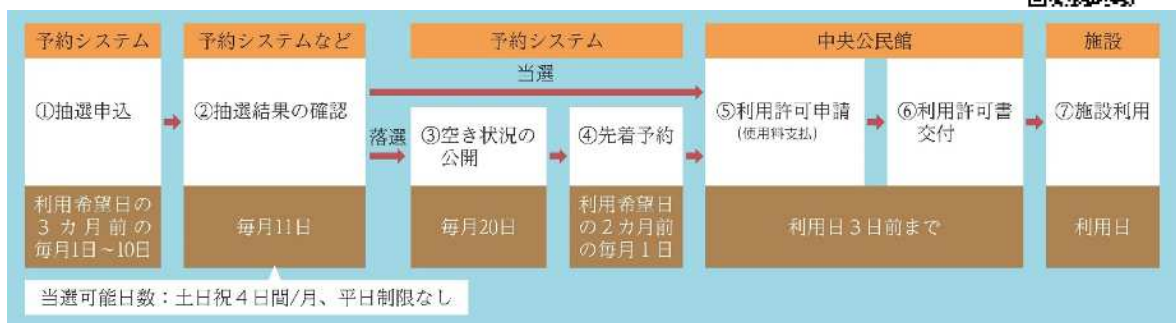 予約システム
予約システムなど
予約システム
中央公民館
施設
①抽選申込
②抽選結果の確認
当選
落選
③空き状況の
公開
④先着予約
⑤利用許可申請
(使用料支払)
⑥利用許可書
交付
⑦施設利用
利用希望日の
3カ月前の
毎月1日~10日
毎月11日
毎月20日
利用希望日
の2カ月前
の毎月1日
利用日3日前まで
利用日
当選可能日数：土日祝4日間/月、平日制限なし